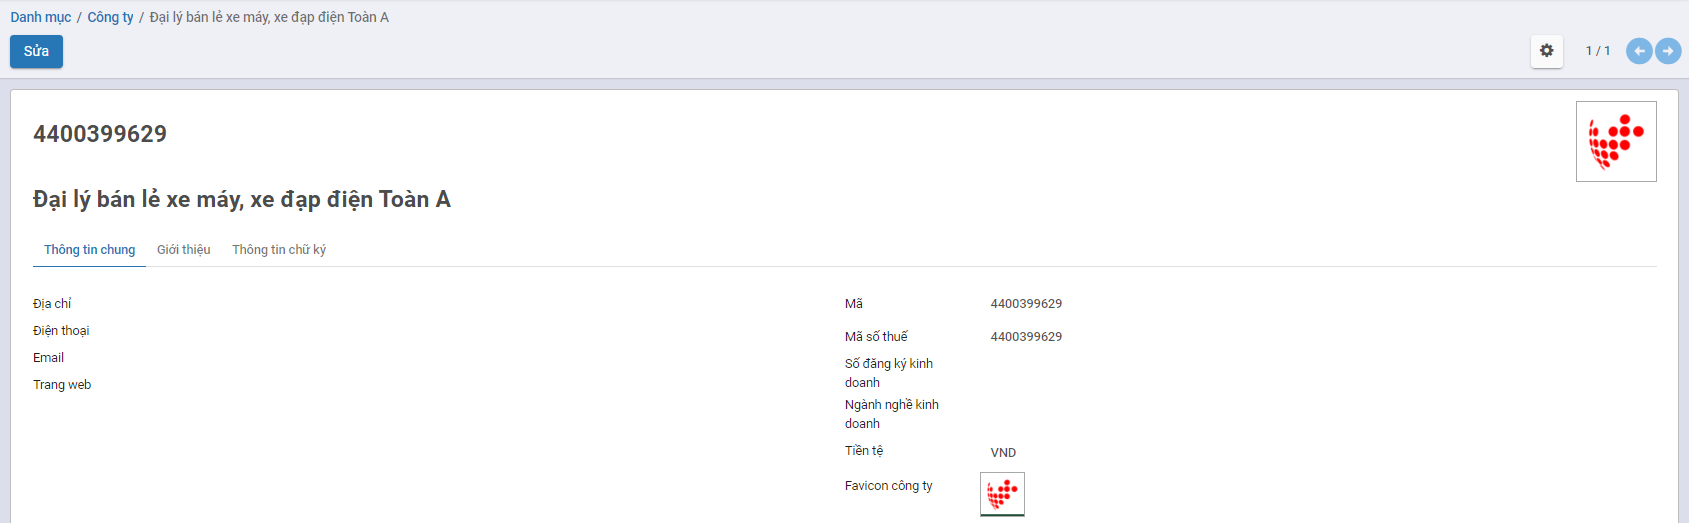 Danh mục / Công ty / Đại lý bán lẻ xe máy, xe đạp điện Toàn A
Sửa
1 / 1
4400399629
Đại lý bán lẻ xe máy, xe đạp điện Toàn A
Thông tin chung Giới thiệu Thông tin chữ ký
Địa chỉ
Điện thoại
Email
Trang web
Mã 4400399629
Mã số thuế 4400399629
Số đăng ký kinh
doanh
Ngành nghề kinh
doanh
Tiền tệ VND
Favicon công ty